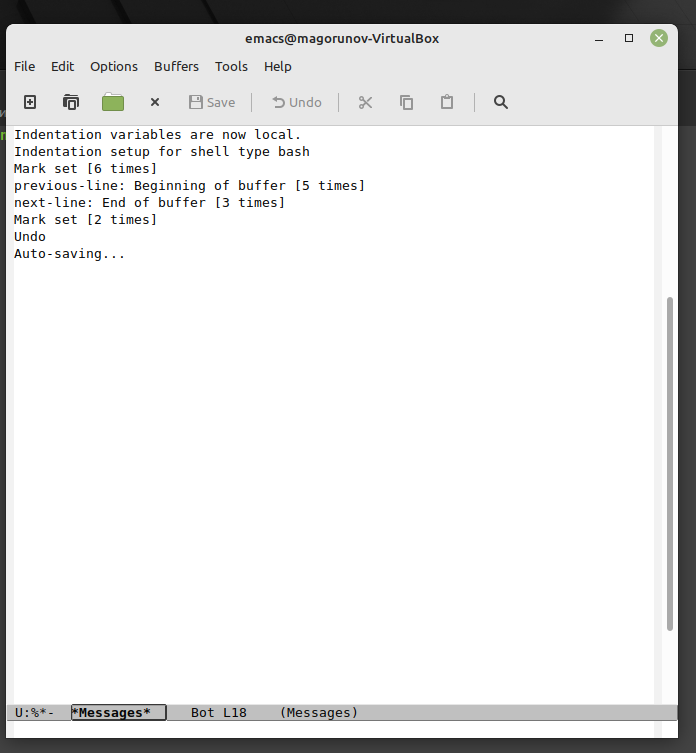 emacs@magorunov-VirtualBox
File Edit Options Buffers Tools Help
Save Undo
Indentation variables are now local.
Indentation setup for shell type bash
Mark set [6 times]
previous-line: Beginning of buffer [5 times]
next-line: End of buffer [3 times]
Mark set [2 times]
Undo
Auto-saving...
U:%*- *Messages* Bot L18 (Messages)